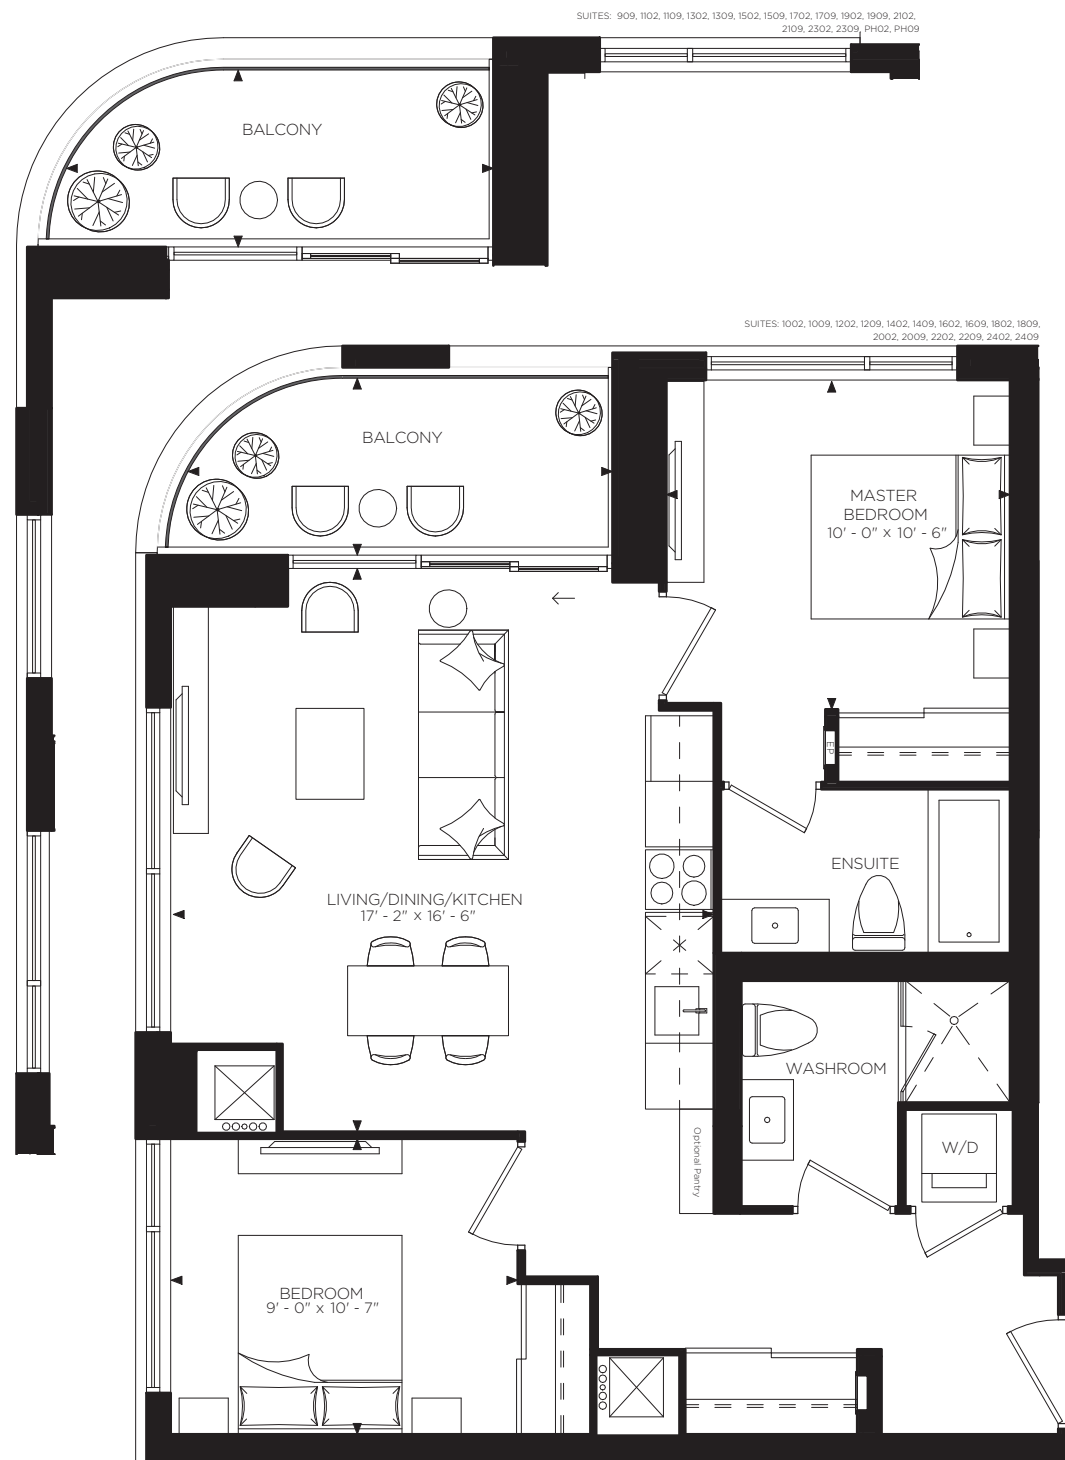 SUITES: 909, 1102, 1109, 1302, 1309, 1502, 1509, 1702, 1709, 1902, 1909, 2102,
2109, 2302, 2309, PH02, PH09
BALCONY
SUITES: 1002, 1009, 1202, 1209, 1402, 1409, 1602, 1609, 1802, 1809,
2002, 2009, 2202, 2209, 2402, 2409
BALCONY
MASTER
BEDROOM
10' - 0" x 10' - 6"
EP
ENSUITE
LIVING/DINING/KITCHEN
17' - 2" x 16' - 6"
WASHROOM
Optional Pantry
W/D
BEDROOM
9' - 0" x 10' - 7"